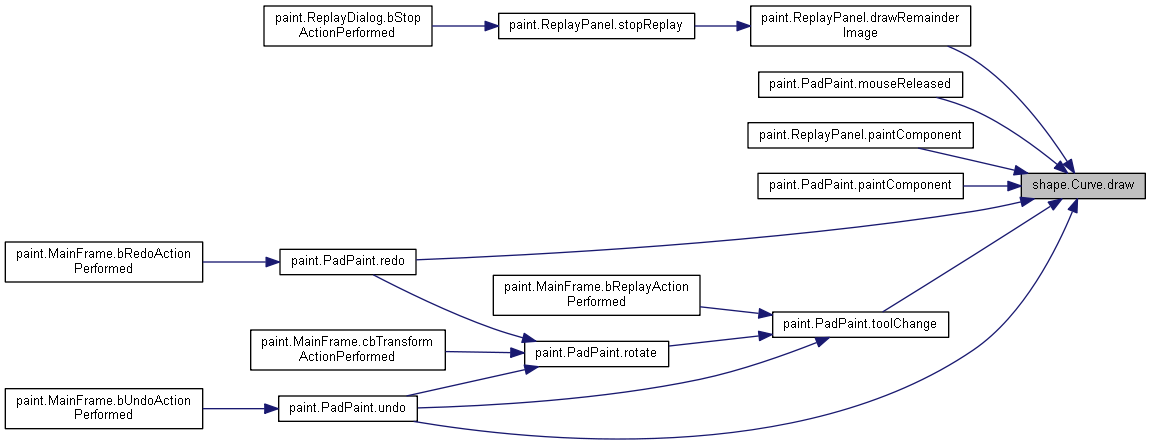 paint.ReplayDialog.bStop
ActionPerformed
paint.ReplayPanel.stopReplay
paint.ReplayPanel.drawRemainder
Image
paint.PadPaint.mouseReleased
paint.ReplayPanel.paintComponent
paint.PadPaint.paintComponent
shape.Curve.draw
paint.MainFrame.bRedoAction
Performed
paint.PadPaint.redo
paint.MainFrame.bReplayAction
Performed
paint.PadPaint.toolChange
paint.MainFrame.cbTransform
ActionPerformed
paint.PadPaint.rotate
paint.MainFrame.bUndoAction
Performed
paint.PadPaint.undo